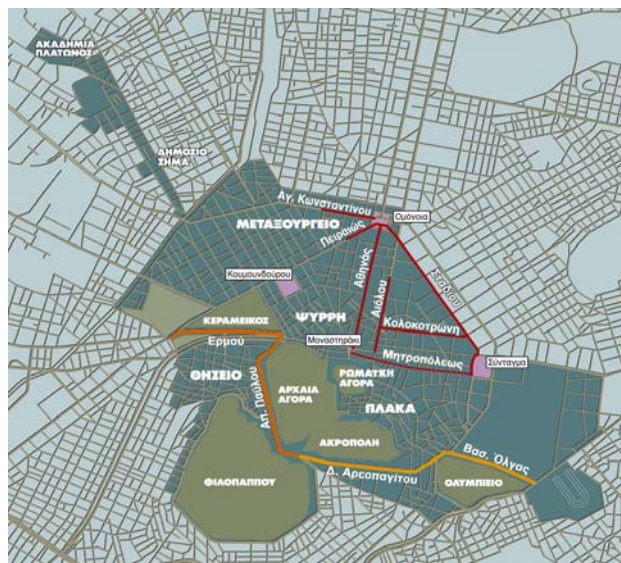 ΑΚΑΔΗΜΙΑ
ΠΛΑΤΩΝΟΣ
ΔΗΜΟΣΙΟ
ΣΗΜΑ
Αγ. Κωνσταντίνου
Ομόνοια
ΜΕΤΑΞΟΥΡΓΕΙΟ
Πειραιώς
Σταδίου
Αθηνάς
Αιόλου
Κουμουνδούρου
ΚΕΡΑΜΕΙΚΟΣ
ΨΥΡΡΗ
Κολοκοτρώνη
Ερμού
Μοναστηράκι
Μητροπόλεως
Σύνταγμα
ΘΗΣΕΙΟ
Απ. Παύλου
ΑΡΧΑΙΑ
ΑΓΟΡΑ
ΡΩΜΑΪΚΗ
ΑΓΟΡΑ
ΠΛΑΚΑ
ΑΚΡΟΠΟΛΗ
Βασ. Όλγας
Δ. Αρεοπαγίτου
ΦΙΛΟΠΑΠΠΟΥ
ΟΛΥΜΠΙΕΙΟ